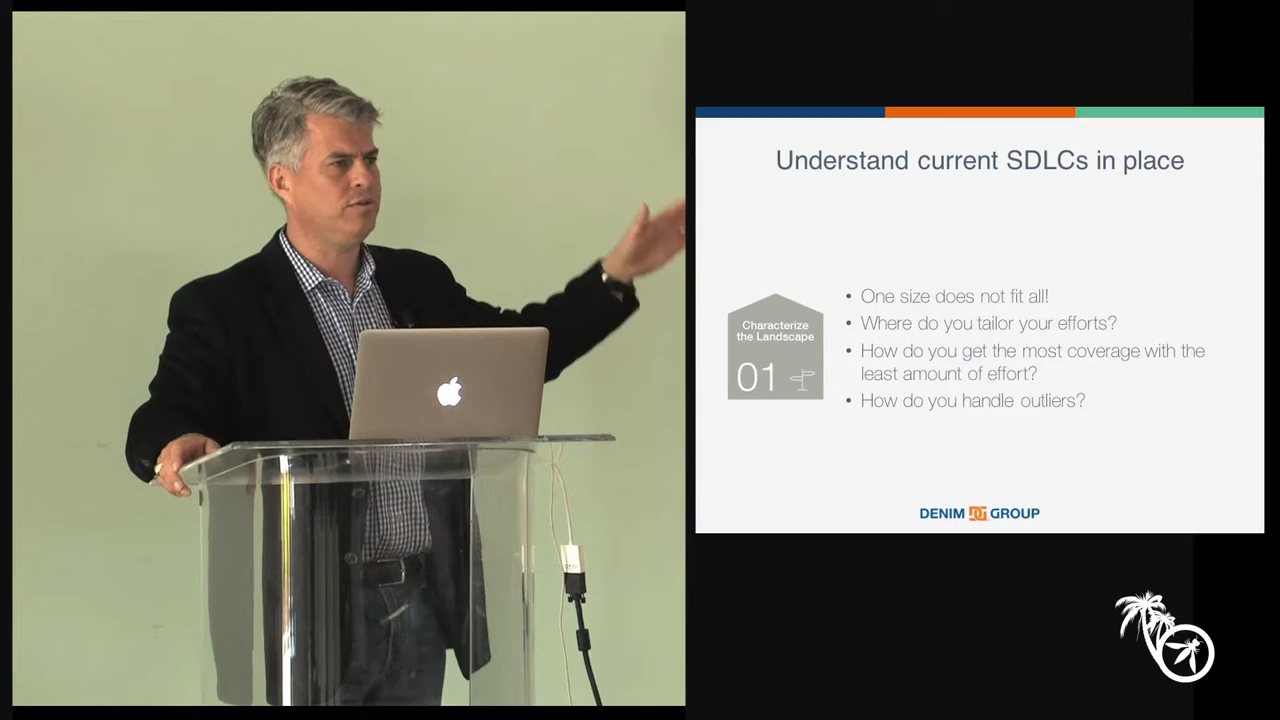 Understand current SDLCs in place
Characterize
the Landscape
01
• One size does not fit all!
• Where do you tailor your efforts?
• How do you get the most coverage with the
least amount of effort?
• How do you handle outliers?
DENIM GROUP